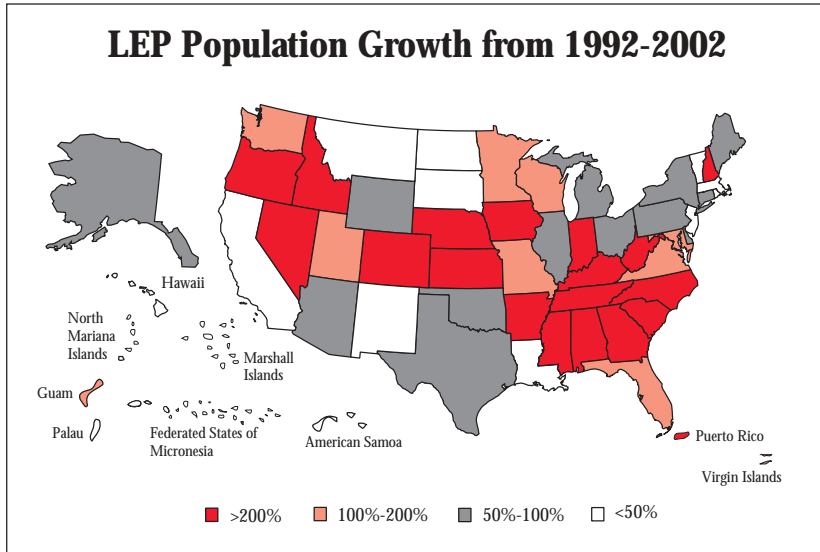 LEP Population Growth from 1992-2002
Hawaii
North
Mariana
Islands
Marshall
Islands
Guam
Palau
Federated States of
Micronesia
American Samoa
Puerto Rico
Virgin Islands
>200%
100%-200%
50%-100%
<50%